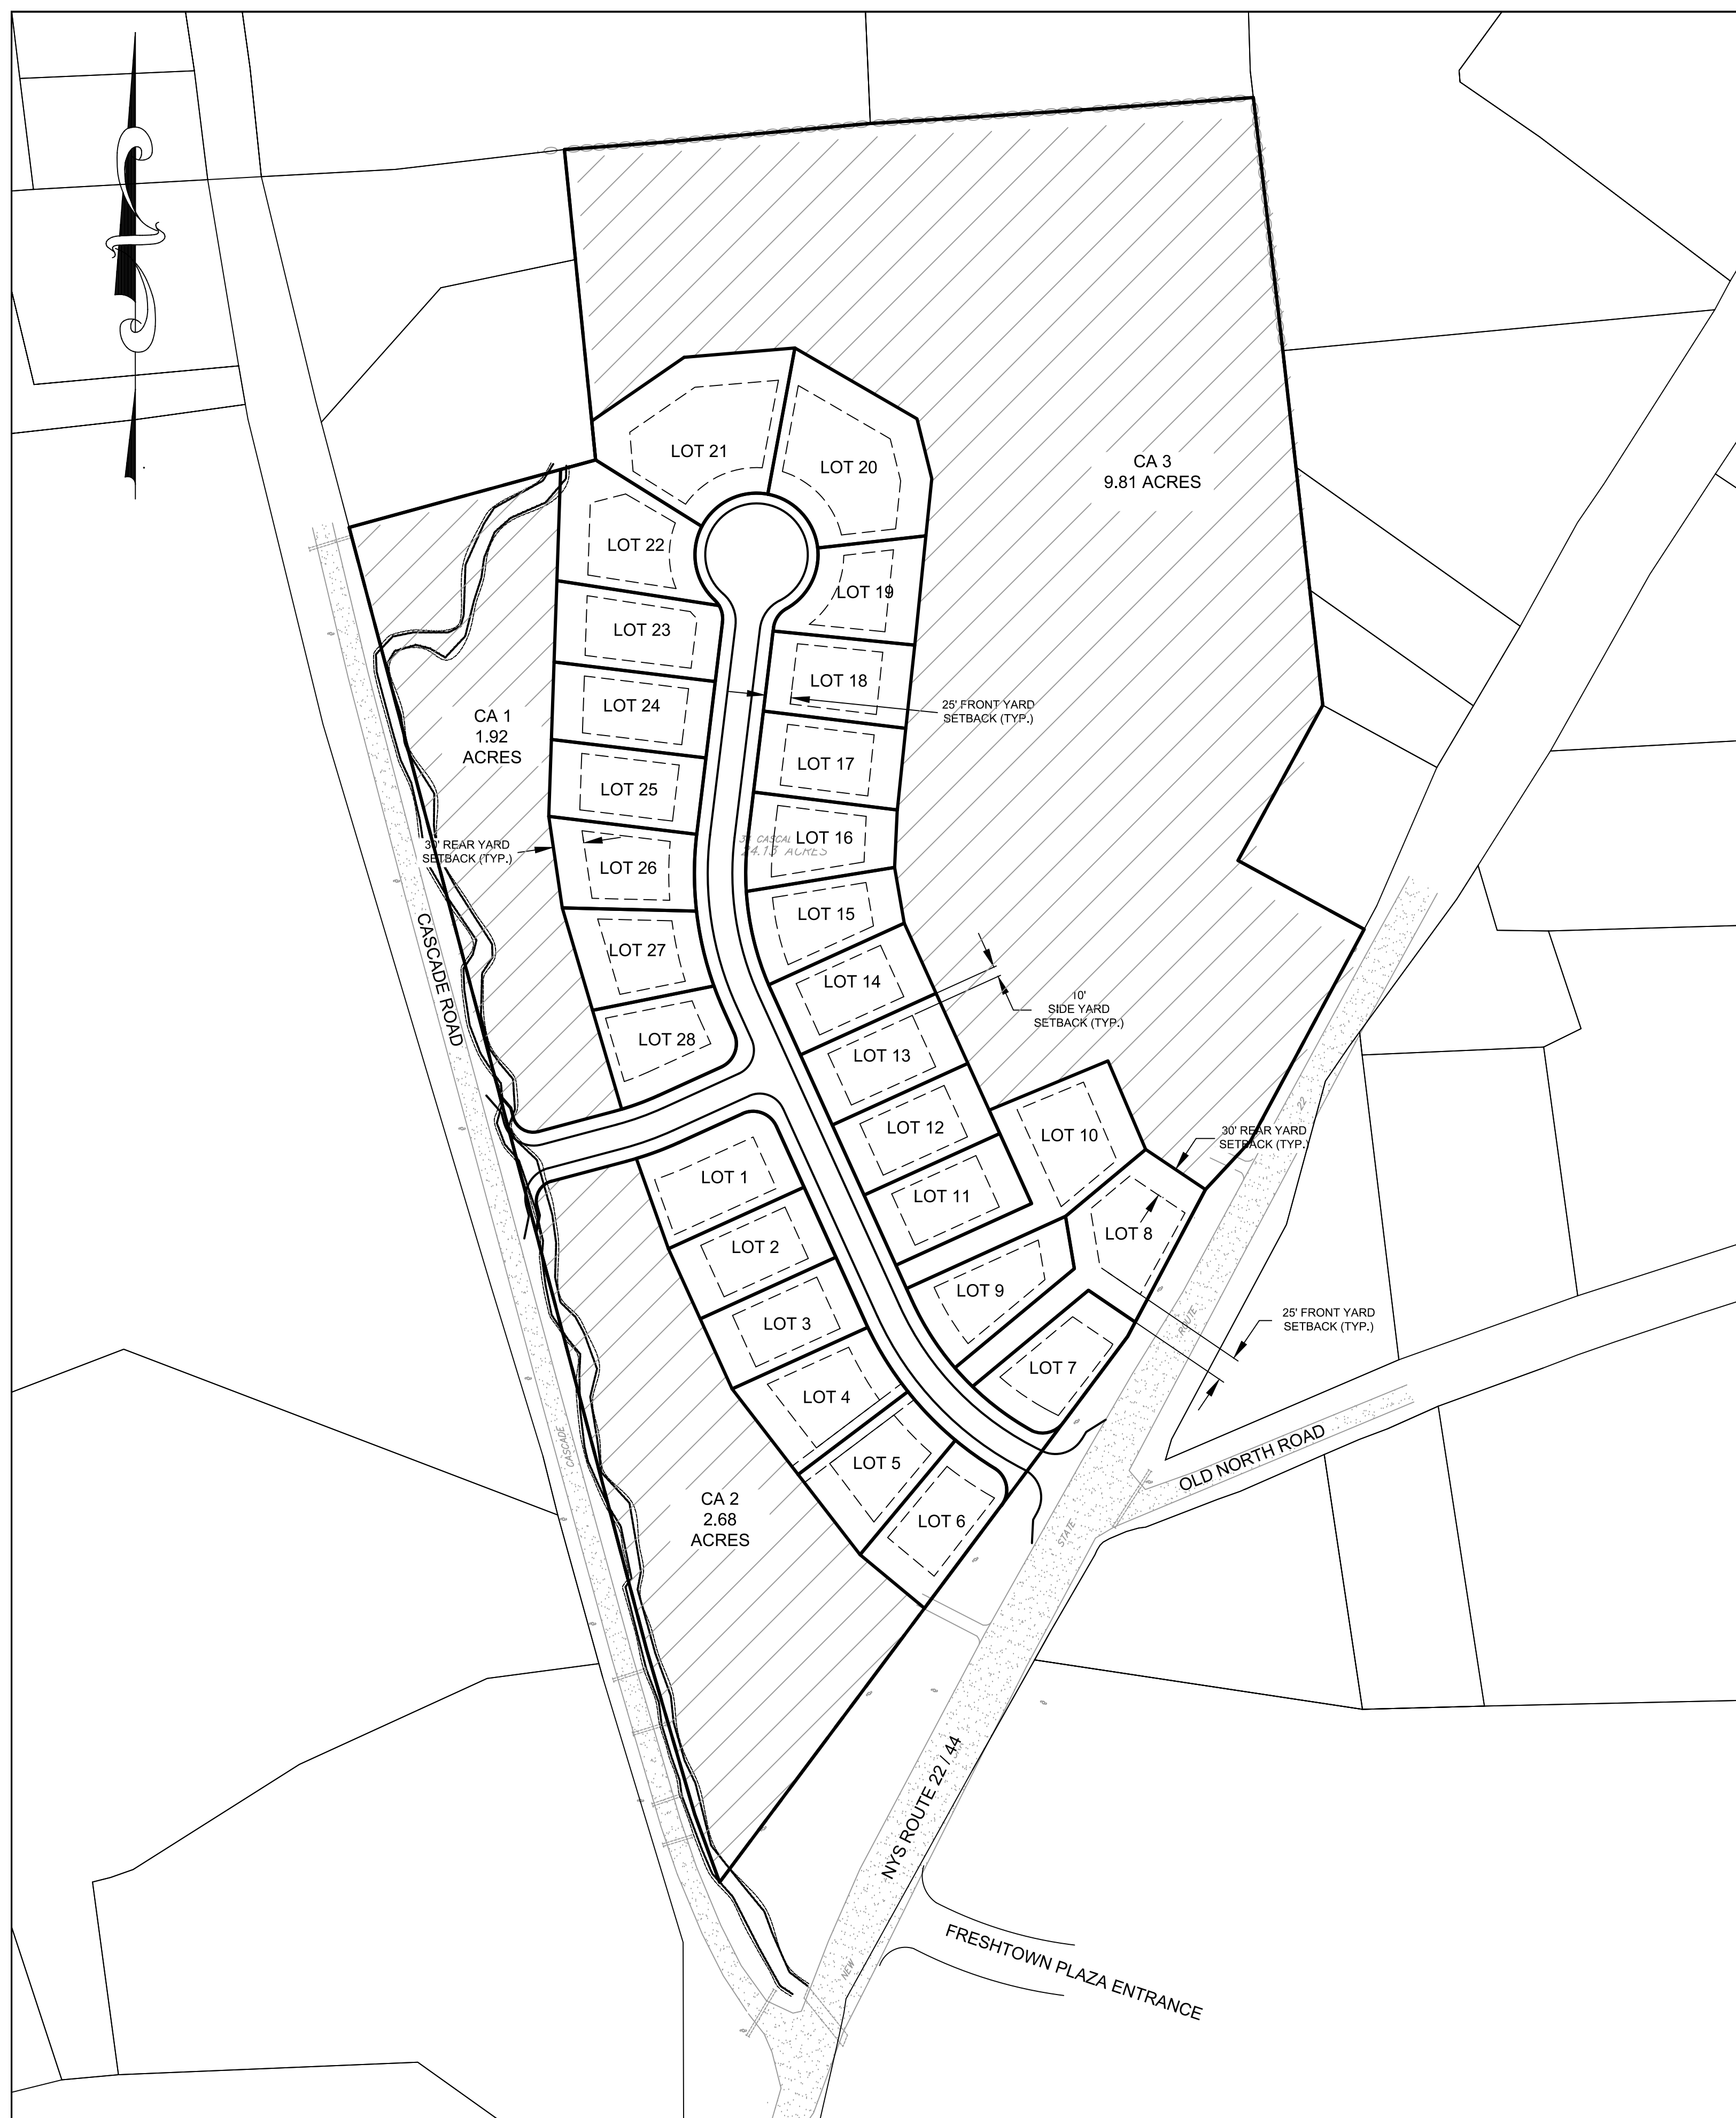 LOT 21
LOT 20
CA 3
9.81 ACRES
LOT 22
LOT 19
LOT 23
LOT 18
LOT 24
25' FRONT YARD
SETBACK (TYP.)
CA 1
1.92
ACRES
LOT 17
LOT 25
CASCAL
LOT 16
24.13 ACRES
30' REAR YARD
SETBACK (TYP.)
LOT 26
LOT 15
CASCADE ROAD
LOT 27
LOT 14
10'
SIDE YARD
SETBACK (TYP.)
LOT 28
LOT 13
22
LOT 12
LOT 10
30' REAR YARD
SETBACK (TYP.)
LOT 1
LOT 11
LOT 8
LOT 2
LOT 9
LOT 3
ROUTE
25' FRONT YARD
SETBACK (TYP.)
LOT 7
LOT 4
CASCADE
LOT 5
OLD NORTH ROAD
CA 2
2.68
ACRES
LOT 6
STATE
NYS ROUTE 22 / 44
NEW
FRESHTOWN PLAZA ENTRANCE